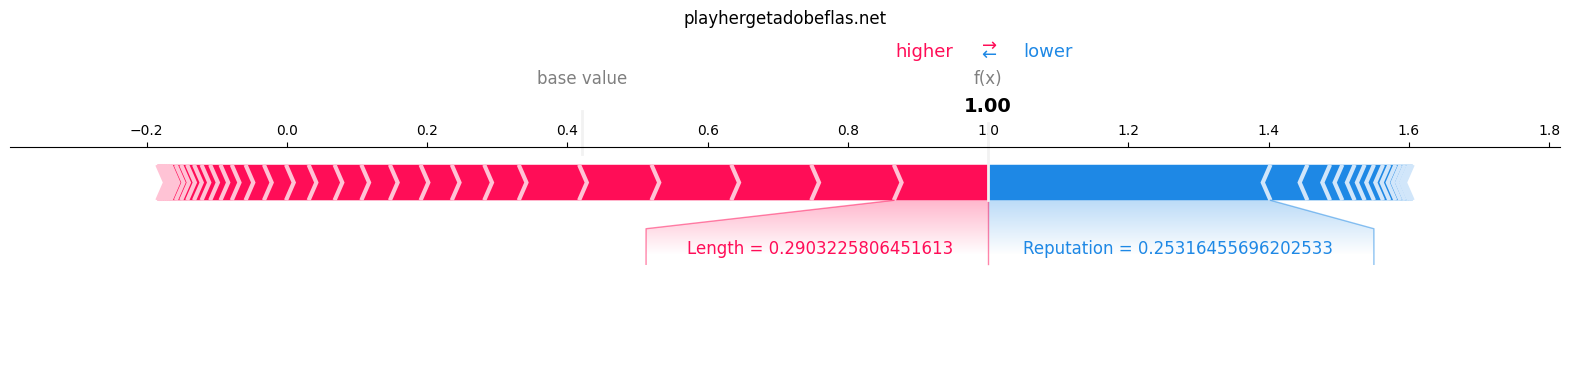 playhergetadobeflas.net
higher ⇄ lower
base value f(x)
1.00
−0.2 0.0 0.2 0.4 0.6 0.8 1.0 1.2 1.4 1.6 1.8
Length = 0.2903225806451613 Reputation = 0.25316455696202533